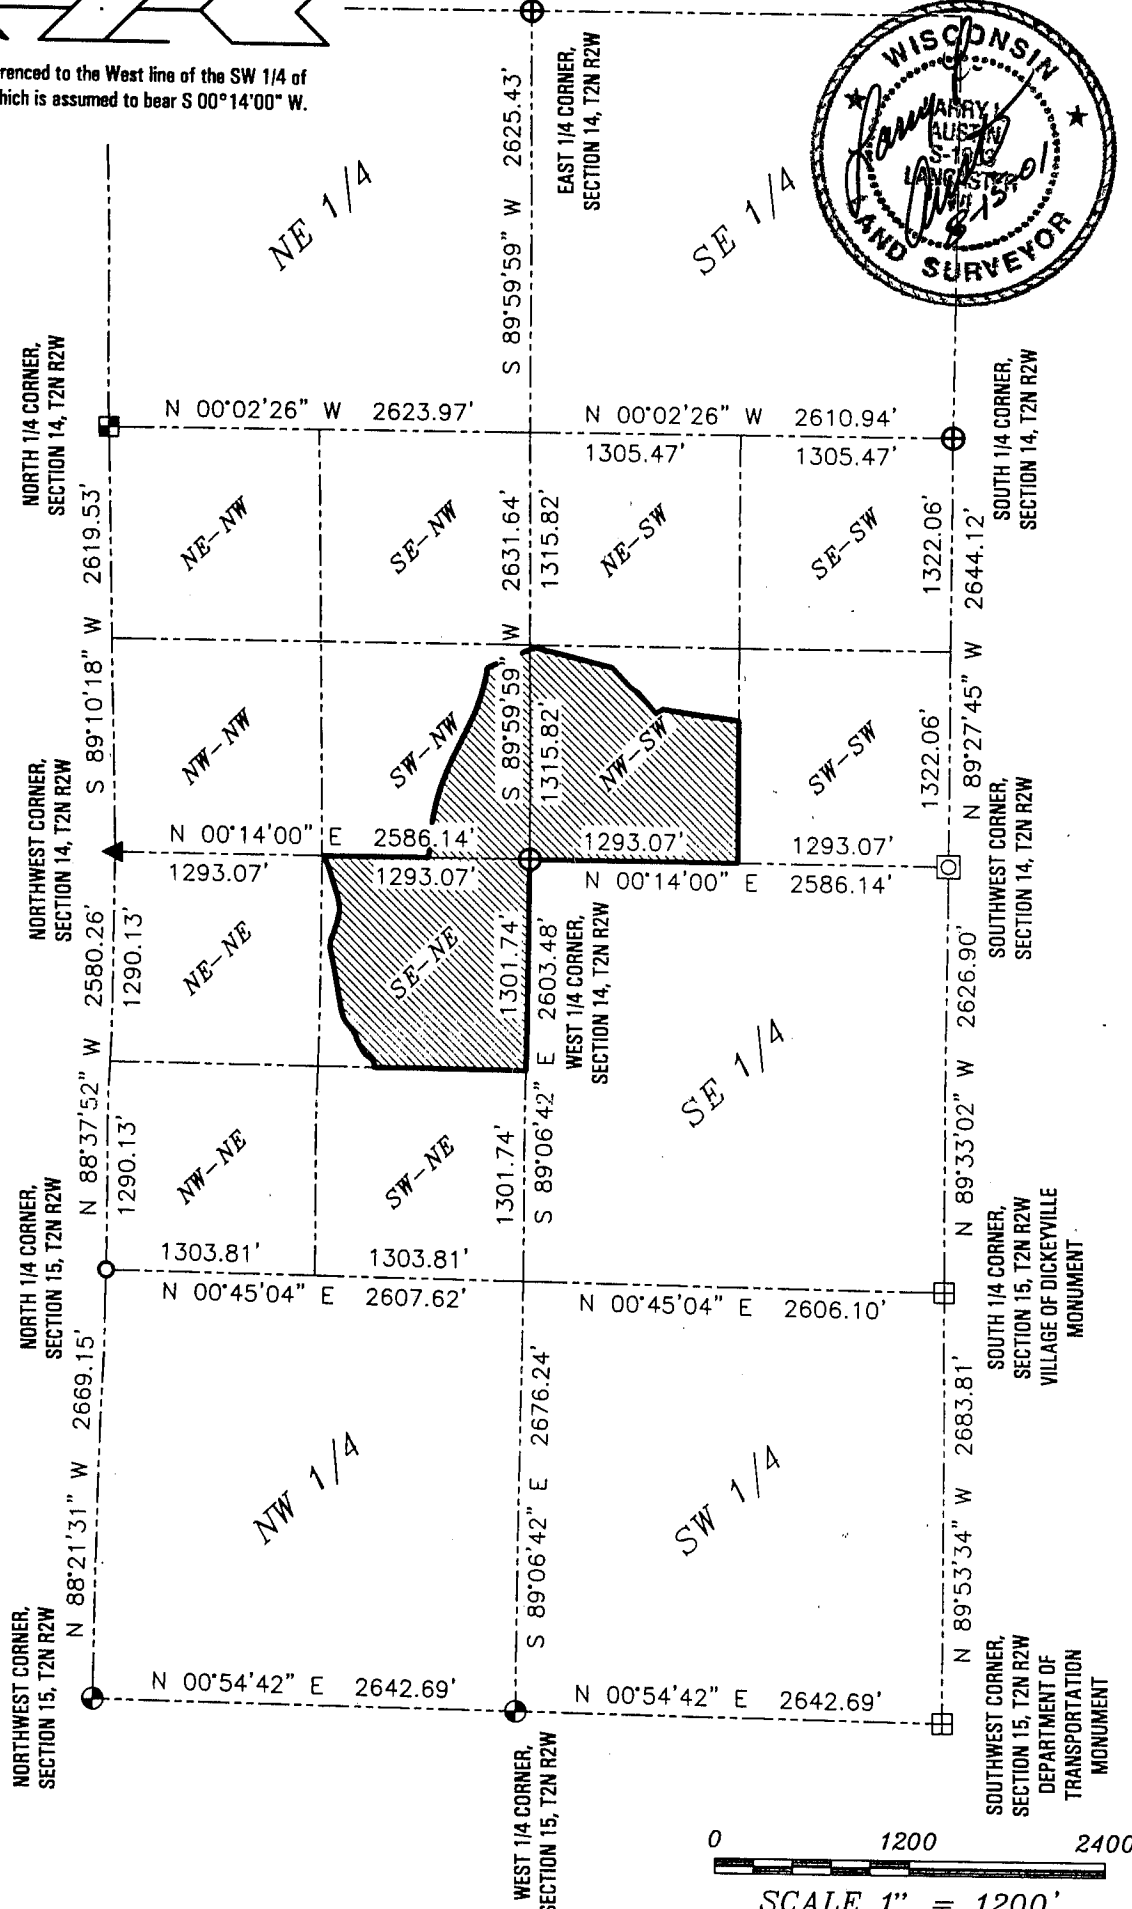 renced to the West line of the SW 1/4 of
hich is assumed to bear S 00°14'00" W.
WISCONSIN
LARRY L
AUSTIN
LANCASTER
LAND SURVEYOR
EAST 1/4 CORNER,
SECTION 14, T2N R2W
S 89°59'59" W 2625.43'
NE 1/4
SE 1/4
NORTH 1/4 CORNER,
SECTION 14, T2N R2W
N 00°02'26" W 2623.97'
N 00°02'26" W 2610.94'
1305.47'
1305.47'
SOUTH 1/4 CORNER,
SECTION 14, T2N R2W
S 89°10'18" W 2619.53'
NE-NW
SE-NW
S 89°59'59" W 2631.64'
1315.82'
NE-SW
SE-SW
1322.06'
N 89°27'45" W 2644.12'
NW-NW
SW-NW
S 89°59'59"
1315.82'
NW-SW
SW-SW
1322.06'
NORTHWEST CORNER,
SECTION 14, T2N R2W
N 00°14'00" E 2586.14'
1293.07'
1293.07'
1293.07'
1293.07'
N 00°14'00" E 2586.14'
SOUTHWEST CORNER,
SECTION 14, T2N R2W
N 88°37'52" W 2580.26'
1290.13'
NE-NE
SE-NE
1301.74'
S 89°06'42" E 2603.48'
WEST 1/4 CORNER,
SECTION 14, T2N R2W
SE 1/4
N 89°33'02" W 2626.90'
1290.13'
NW-NE
SW-NE
1301.74'
NORTH 1/4 CORNER,
SECTION 15, T2N R2W
1303.81'
1303.81'
N 00°45'04" E 2607.62'
N 00°45'04" E 2606.10'
SOUTH 1/4 CORNER,
SECTION 15, T2N R2W
VILLAGE OF DICKEYVILLE
MONUMENT
N 88°21'31" W 2669.15'
NW 1/4
S 89°06'42" E 2676.24'
SW 1/4
N 89°53'34" W 2683.81'
NORTHWEST CORNER,
SECTION 15, T2N R2W
N 00°54'42" E 2642.69'
N 00°54'42" E 2642.69'
WEST 1/4 CORNER,
SECTION 15, T2N R2W
SOUTHWEST CORNER,
SECTION 15, T2N R2W
DEPARTMENT OF
TRANSPORTATION
MONUMENT
0 1200 2400
SCALE 1" = 1200'